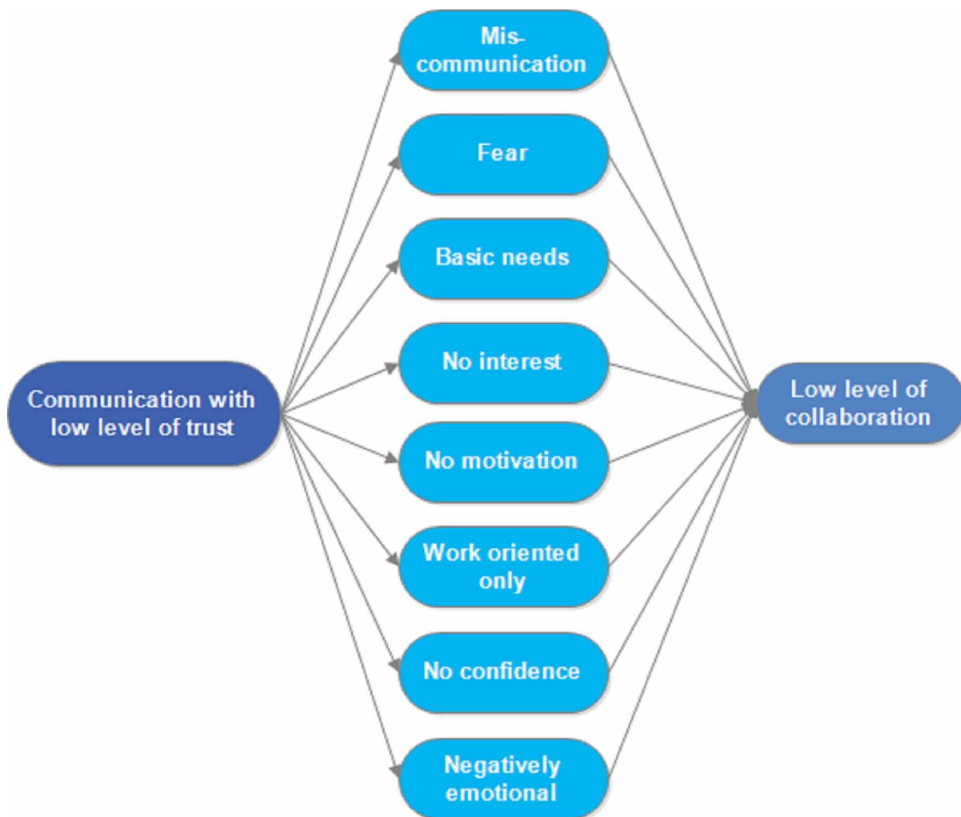 Mis-
communication
Fear
Basic needs
No interest
Communication with
low level of trust
Low level of
collaboration
No motivation
Work oriented
only
No confidence
Negatively
emotional